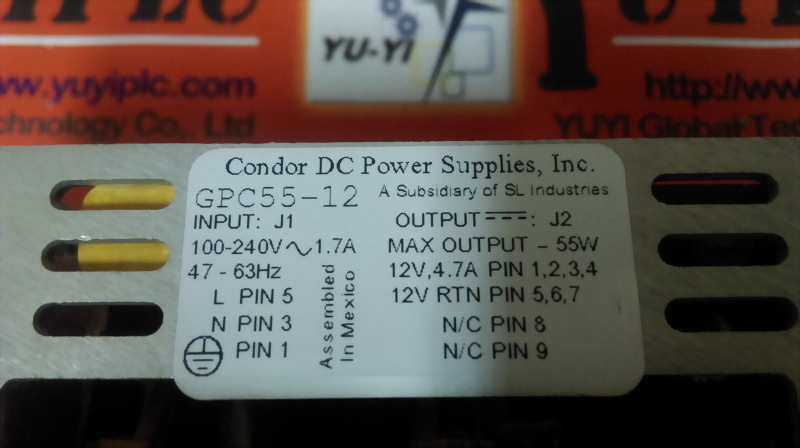 YU-YI
www.yuyiplc.com
http://www.yu
chnology Co,. Ltd
YUYI Global Tec
Condor DC Power Supplies, Inc.
GPC55-12
A Subsidiary of SL Industries
INPUT: J1
OUTPUT ⎓: J2
100-240V∿1.7A
MAX OUTPUT - 55W
47 - 63Hz
12V,4.7A PIN 1,2,3,4
L PIN 5
12V RTN PIN 5,6,7
N PIN 3
N/C PIN 8
PIN 1
N/C PIN 9
Assembled
In Mexico